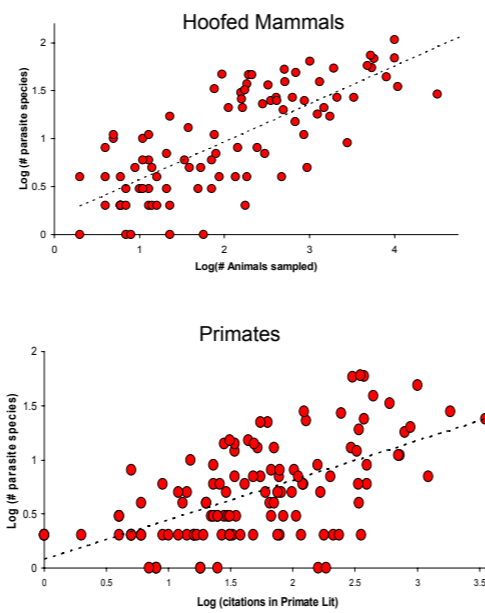 Hoofed Mammals
2
1.5
1
0.5
0
Log (# parasite species)
0 1 2 3 4
Log(# Animals sampled)
Primates
2
1.5
1
0.5
0
Log (# parasite species)
0 0.5 1 1.5 2 2.5 3 3.5
Log (citations in Primate Lit)